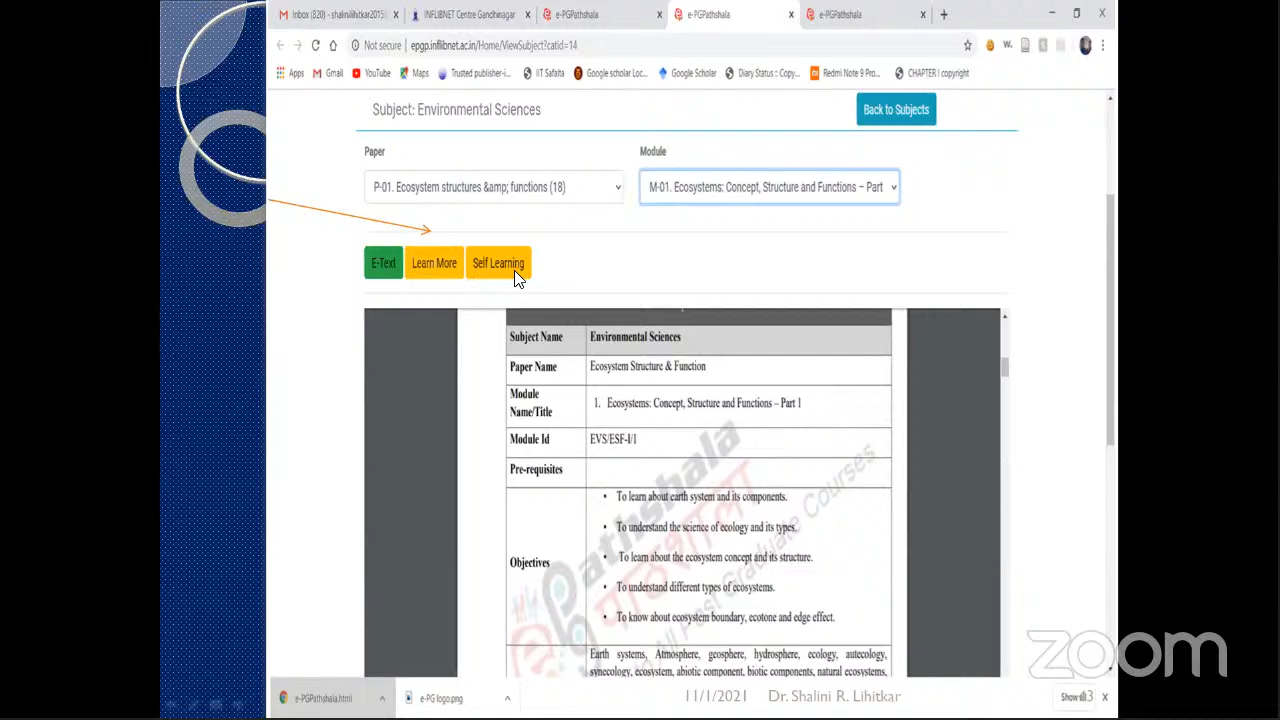 Inbox (820) - shalinilihitkar2015
INFLIBNET Centre Gandhinagar
e-PGPathshala
e-PGPathshala
e-PGPathshala
Not secure
epgp.inflibnet.ac.in/Home/ViewSubject?catid=14
Apps
Gmail
YouTube
Maps
Trusted publisher-i...
IIT Safalta
Google scholar Loc...
Google Scholar
Diary Status :: Copy...
Redmi Note 9 Pro...
CHAPTER I copyright
Subject: Environmental Sciences
Back to Subjects
Paper
Module
P-01. Ecosystem structures &amp; functions (18)
M-01. Ecosystems: Concept, Structure and Functions – Part
E-Text
Learn More
Self Learning
Subject Name
Environmental Sciences
Paper Name
Ecosystem Structure & Function
Module
Name/Title
1. Ecosystems: Concept, Structure and Functions – Part 1
Module Id
EVS/ESF-I/1
Pre-requisites
Objectives
• To learn about earth system and its components.
• To understand the science of ecology and its types.
• To learn about the ecosystem concept and its structure.
• To understand different types of ecosystems.
• To know about ecosystem boundary, ecotone and edge effect.
Earth systems, Atmosphere, geosphere, hydrosphere, ecology, autecology,
synecology, ecosystem, abiotic component, biotic components, natural ecosystems,
Pathshala
पाठशाला
All Post Graduate Courses
e-PGPathshala.html
e-PG logo.png
11/1/2021
Dr. Shalini R. Lihitkar
zoom